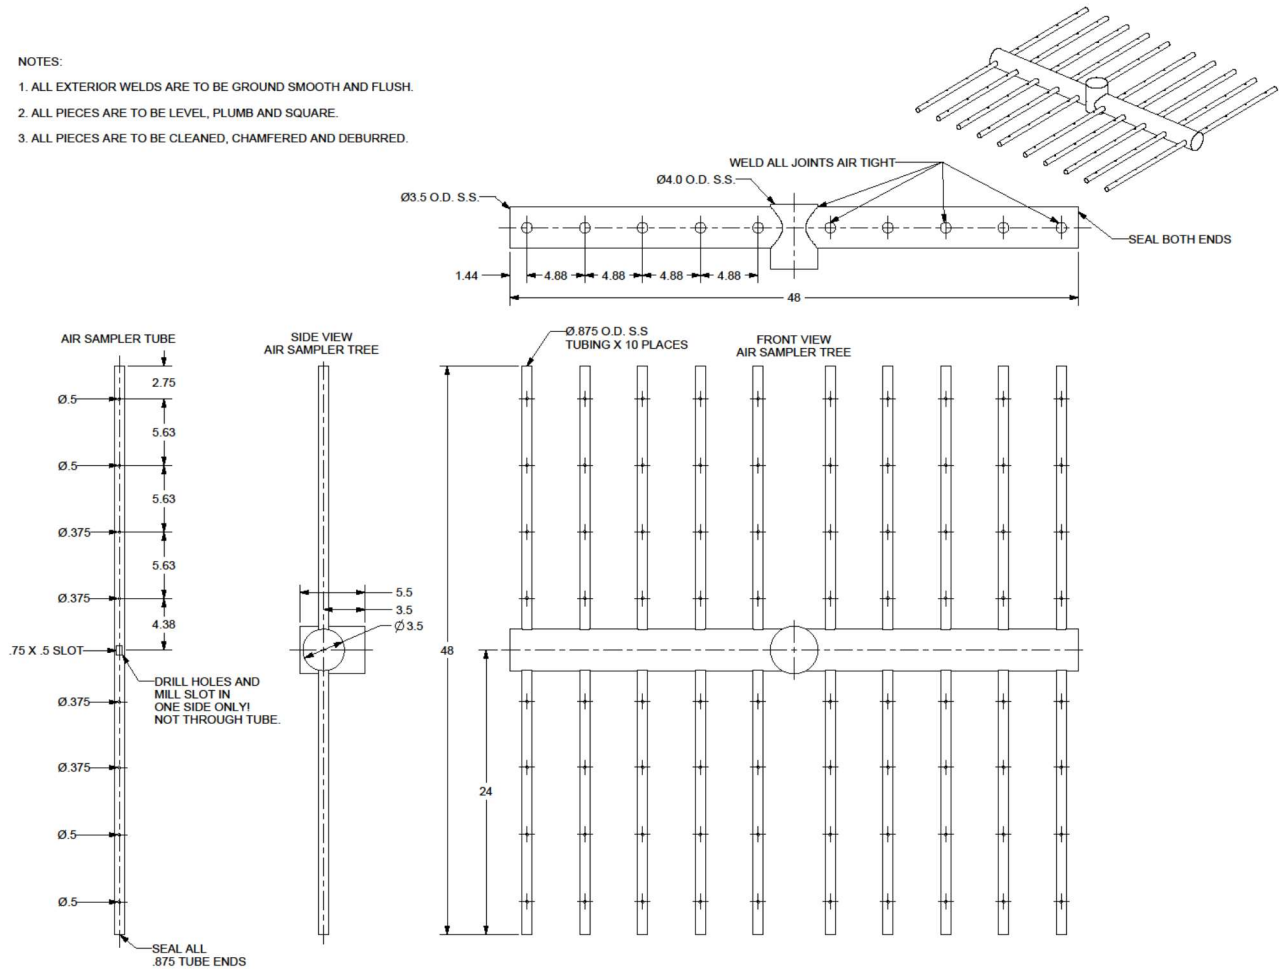 NOTES:
1. ALL EXTERIOR WELDS ARE TO BE GROUND SMOOTH AND FLUSH.
2. ALL PIECES ARE TO BE LEVEL, PLUMB AND SQUARE.
3. ALL PIECES ARE TO BE CLEANED, CHAMFERED AND DEBURRED.
WELD ALL JOINTS AIR TIGHT
Ø4.0 O.D. S.S.
Ø3.5 O.D. S.S.
SEAL BOTH ENDS
1.44 4.88 4.88 4.88 4.88
48
AIR SAMPLER TUBE
2.75
Ø.5
5.63
Ø.5
5.63
Ø.375
5.63
Ø.375
4.38
.75 X .5 SLOT
DRILL HOLES AND
MILL SLOT IN
ONE SIDE ONLY!
NOT THROUGH TUBE.
Ø.375
Ø.375
Ø.5
Ø.5
SEAL ALL
.875 TUBE ENDS
SIDE VIEW
AIR SAMPLER TREE
5.5
3.5
Ø3.5
Ø.875 O.D. S.S
TUBING X 10 PLACES
FRONT VIEW
AIR SAMPLER TREE
48
24